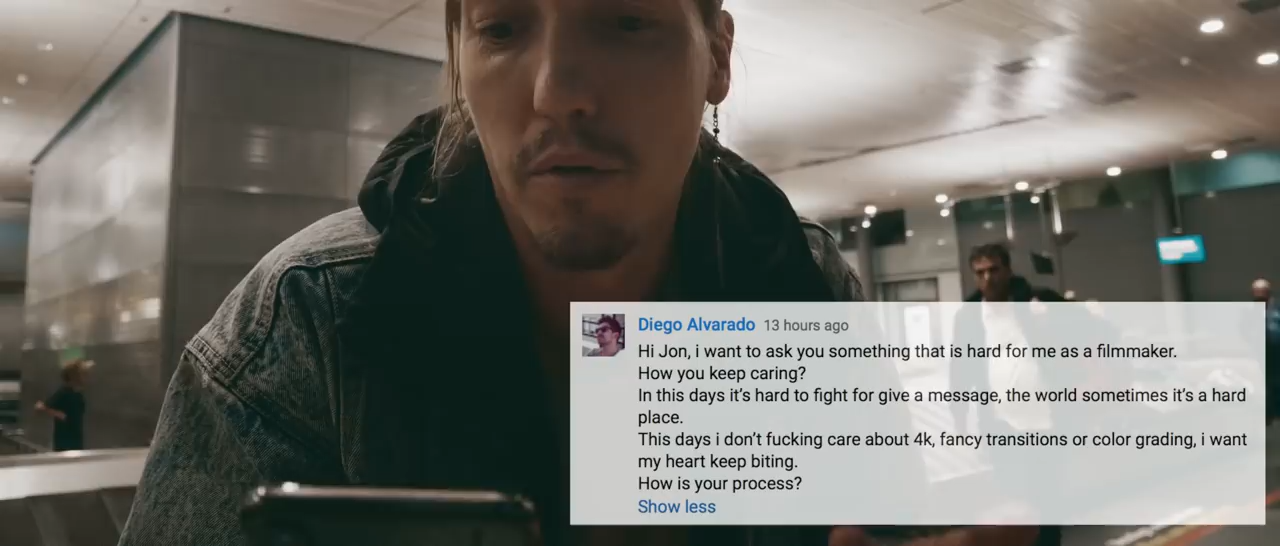 Diego Alvarado 13 hours ago
Hi Jon, i want to ask you something that is hard for me as a filmmaker.
How you keep caring?
In this days it's hard to fight for give a message, the world sometimes it's a hard
place.
This days i don't fucking care about 4k, fancy transitions or color grading, i want
my heart keep biting.
How is your process?
Show less